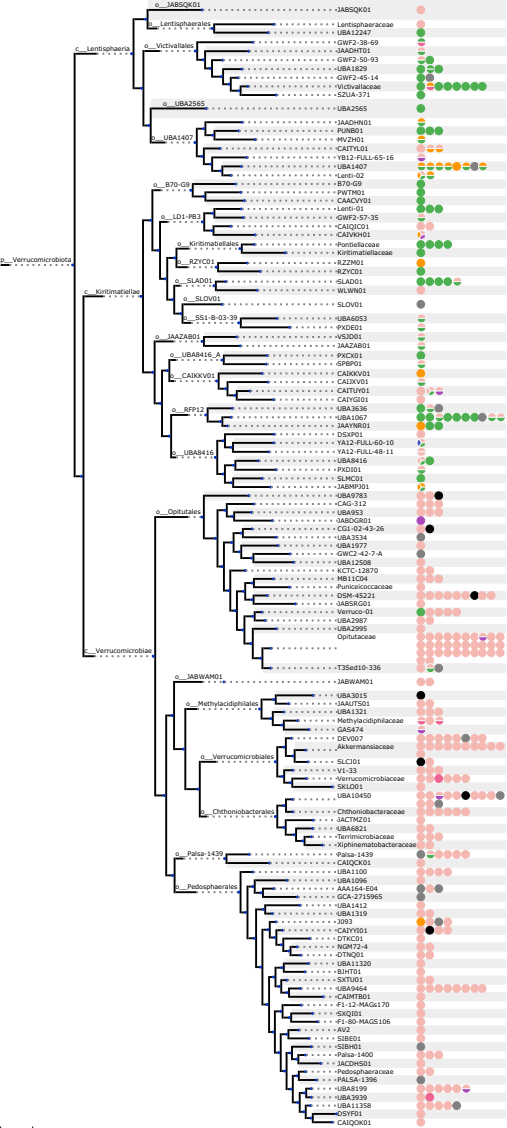 o__JABSQK01
JABSQK01
o__Lentisphaerales
Lentisphaeraceae
UBA12247
c__Lentisphaeria
o__Victivallales
GWF2-38-69
JAADHT01
GWF2-50-93
UBA1829
GWF2-45-14
Victivallaceae
SZUA-371
o__UBA2565
UBA2565
o__UBA1407
JAADHN01
PUNB01
MVZH01
CAITYL01
YB12-FULL-65-16
UBA1407
Lenti-02
o__B70-G9
B70-G9
PWTM01
CAACVY01
o__LD1-PB3
Lenti-01
GWF2-57-35
CAIQIC01
CAIVKH01
o__Kiritimatiellales
Pontiellaceae
Kiritimatiellaceae
p__Verrucomicrobiota
o__RZYC01
RZZM01
RZYC01
c__Kiritimatiellae
o__SLAD01
SLAD01
WLWN01
o__SLOV01
SLOV01
o__SS1-B-03-39
UBA6053
PXDE01
o__JAAZAB01
VSJD01
JAAZAB01
o__UBA8416_A
PXCX01
SPBP01
o__CAIKKV01
CAIKKV01
CAIJXV01
CAITUY01
CAIYGI01
o__RFP12
UBA3636
UBA1067
JAAYNR01
o__UBA8416
DSXP01
YA12-FULL-60-10
YA12-FULL-48-11
UBA8416
PXDJ01
SLMC01
JABMPJ01
o__Opitutales
UBA9783
CAG-312
UBA953
JABDGR01
CG1-02-43-26
UBA3534
UBA1977
GWC2-42-7-A
UBA12508
KCTC-12870
MB11C04
Puniceicoccaceae
DSM-45221
JABSRG01
Verruco-01
UBA2987
UBA2995
Opitutaceae
c__Verrucomicrobiae
T3Sed10-336
o__JABWAM01
JABWAM01
o__Methylacidiphilales
UBA3015
JAAUTS01
UBA1321
Methylacidiphilaceae
GAS474
o__Verrucomicrobiales
DEV007
Akkermansiaceae
SLCJ01
V1-33
Verrucomicrobiaceae
SKLO01
o__Chthoniobacterales
UBA10450
Chthoniobacteraceae
JACTMZ01
UBA6821
Terrimicrobiaceae
Xiphinematobacteraceae
o__Palsa-1439
Palsa-1439
CAIQCK01
o__Pedosphaerales
UBA1100
UBA1096
AAA164-E04
GCA-2715965
UBA1412
UBA1319
J093
CAIYYI01
DTKC01
NGM72-4
DTNQ01
UBA11320
BJHT01
SXTU01
UBA9464
CAIMTB01
F1-12-MAGs170
SXQJ01
F1-80-MAGS106
AV2
SIBE01
SIBH01
Palsa-1400
JACDHS01
Pedosphaeraceae
PALSA-1396
UBA8199
UBA3939
UBA11358
DSYF01
CAIQOK01